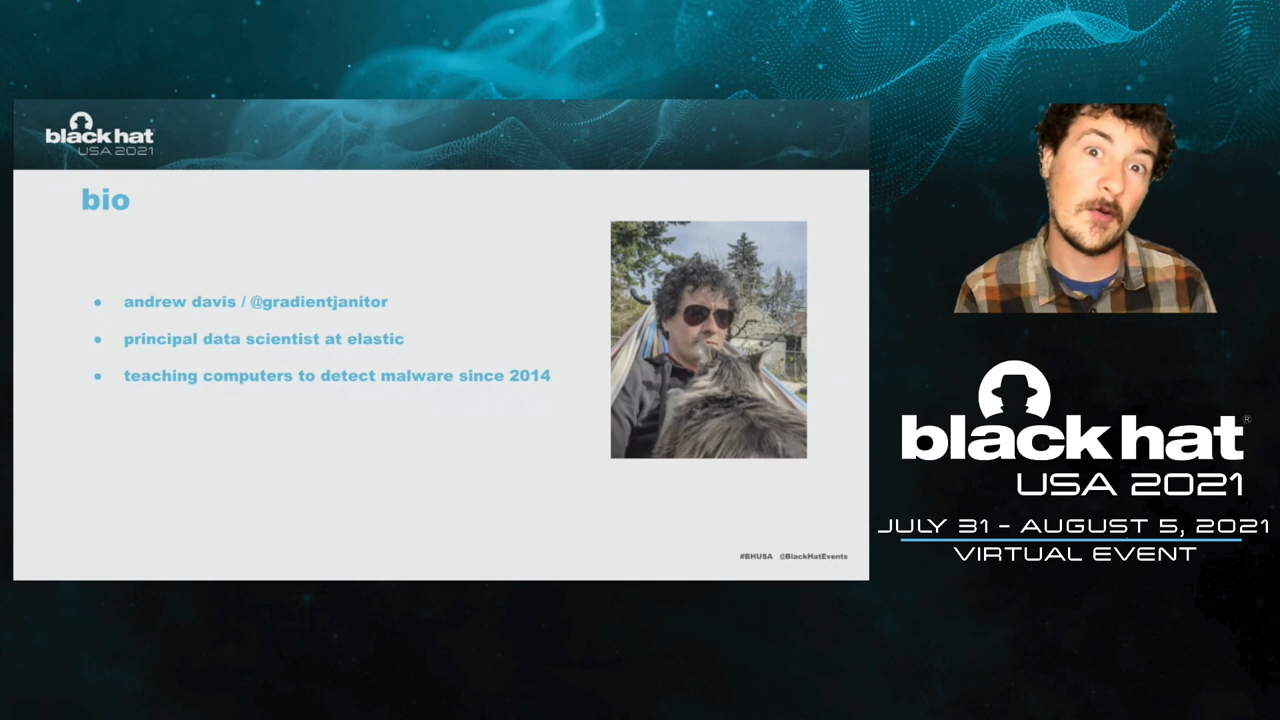 black hat
USA 2021
bio
andrew davis / @gradientjanitor
principal data scientist at elastic
teaching computers to detect malware since 2014
#BHUSA @BlackHatEvents
black hat®
USA 2021
JULY 31 - AUGUST 5, 2021
VIRTUAL EVENT